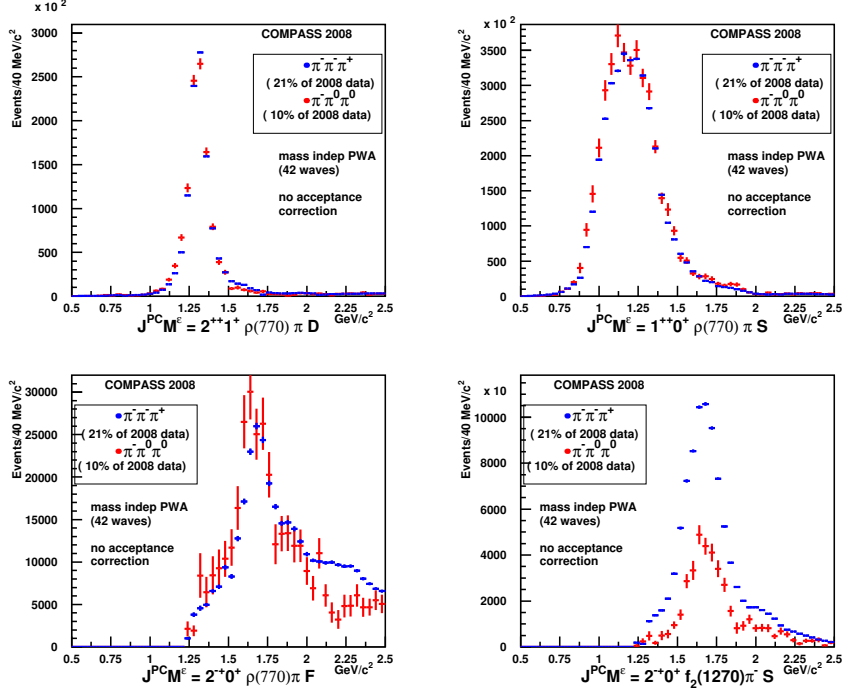 x 10²
COMPASS 2008
π⁻π⁻π⁺
( 21% of 2008 data)
π⁻π⁰π⁰
( 10% of 2008 data)
mass indep PWA
(42 waves)
no acceptance
correction
Events/40 MeV/c²
3000
2500
2000
1500
1000
500
0
0.5 0.75 1 1.25 1.5 1.75 2 2.25 2.5
GeV/c²
J^PC M^ε = 2⁺⁺1⁺ ρ(770) π D
x 10²
COMPASS 2008
π⁻π⁻π⁺
( 21% of 2008 data)
π⁻π⁰π⁰
( 10% of 2008 data)
mass indep PWA
(42 waves)
no acceptance
correction
Events/40 MeV/c²
3500
3000
2500
2000
1500
1000
500
0
0.5 0.75 1 1.25 1.5 1.75 2 2.25 2.5
GeV/c²
J^PC M^ε = 1⁺⁺0⁺ ρ(770) π S
COMPASS 2008
π⁻π⁻π⁺
( 21% of 2008 data)
π⁻π⁰π⁰
( 10% of 2008 data)
mass indep PWA
(42 waves)
no acceptance
correction
Events/40 MeV/c²
30000
25000
20000
15000
10000
5000
0
0.5 0.75 1 1.25 1.5 1.75 2 2.25 2.5
GeV/c²
J^PC M^ε = 2⁻⁺0⁺ ρ(770)π F
x 10
COMPASS 2008
π⁻π⁻π⁺
( 21% of 2008 data)
π⁻π⁰π⁰
( 10% of 2008 data)
mass indep PWA
(42 waves)
no acceptance
correction
Events/40 MeV/c²
10000
8000
6000
4000
2000
0
0.5 0.75 1 1.25 1.5 1.75 2 2.25 2.5
GeV/c²
J^PC M^ε = 2⁻⁺0⁺ f₂(1270)π⁻ S